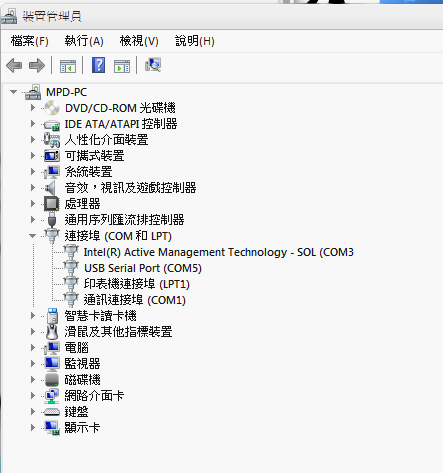 裝置管理員
檔案(F) 執行(A) 檢視(V) 說明(H)
MPD-PC
DVD/CD-ROM 光碟機
IDE ATA/ATAPI 控制器
人性化介面裝置
可攜式裝置
系統裝置
音效，視訊及遊戲控制器
處理器
通用序列匯流排控制器
連接埠 (COM 和 LPT)
Intel(R) Active Management Technology - SOL (COM3
USB Serial Port (COM5)
印表機連接埠 (LPT1)
通訊連接埠 (COM1)
智慧卡讀卡機
滑鼠及其他指標裝置
電腦
監視器
磁碟機
網路介面卡
鍵盤
顯示卡